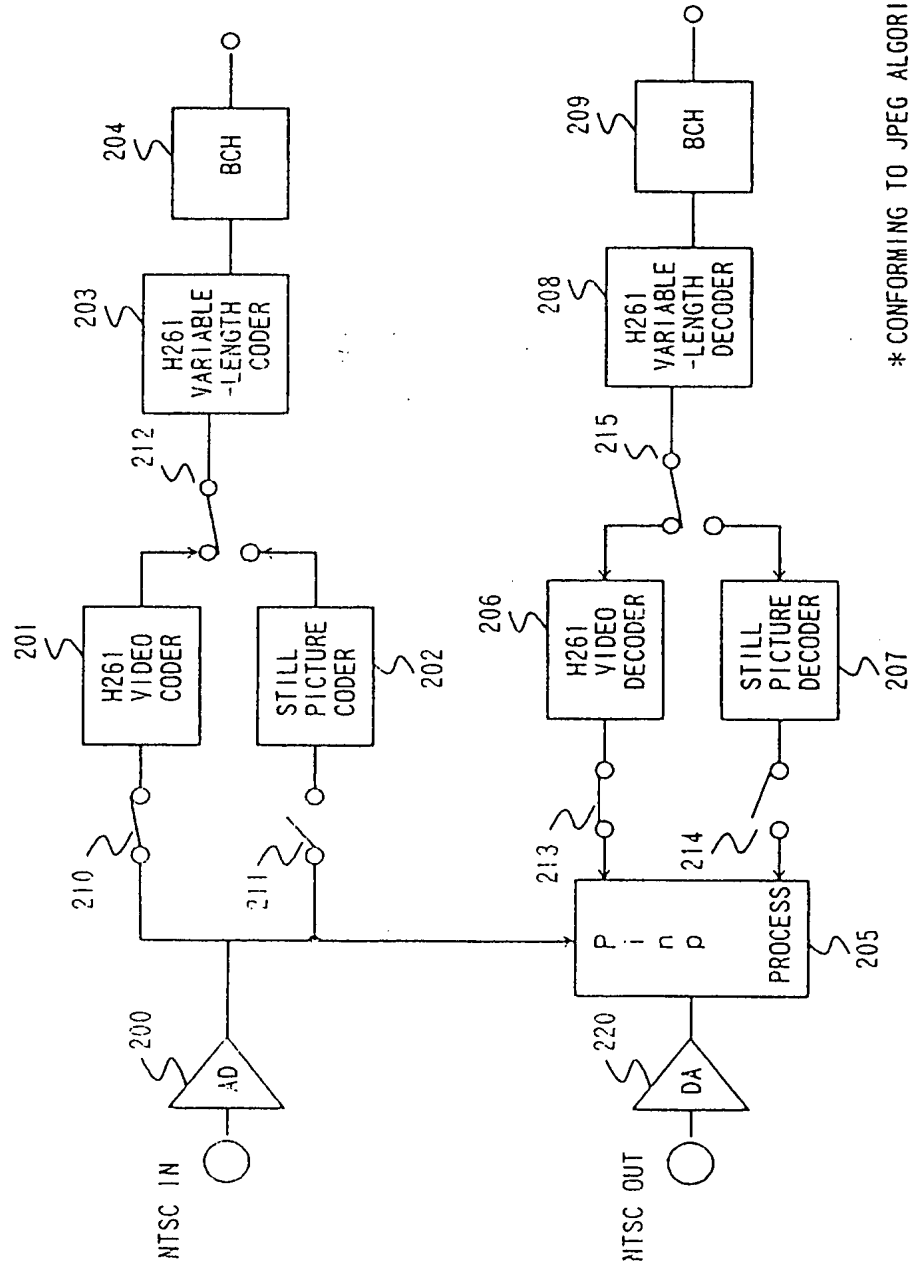 NTSC IN
AD
200
210
211
H261
VIDEO
CODER
201
STILL
PICTURE
CODER
202
212
H261
VARIABLE
-LENGTH
CODER
203
BCH
204
NTSC OUT
DA
220
P in p
PROCESS
205
213
214
H261
VIDEO
DECODER
206
STILL
PICTURE
DECODER
207
215
H261
VARIABLE
-LENGTH
DECODER
208
BCH
209
* CONFORMING TO JPEG ALGORI